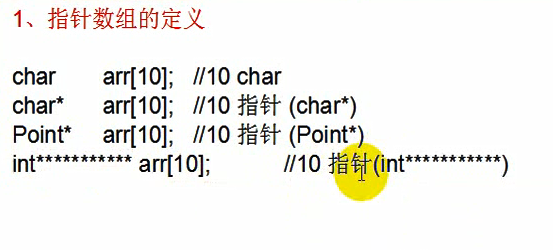 1、指针数组的定义
char arr[10]; //10 char
char* arr[10]; //10 指针 (char*)
Point* arr[10]; //10 指针 (Point*)
int*********** arr[10]; //10 指针(int***********)